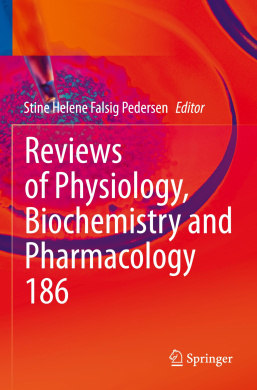 Stine Helene Falsig Pedersen Editor
Reviews
of Physiology,
Biochemistry and
Pharmacology
186
Springer